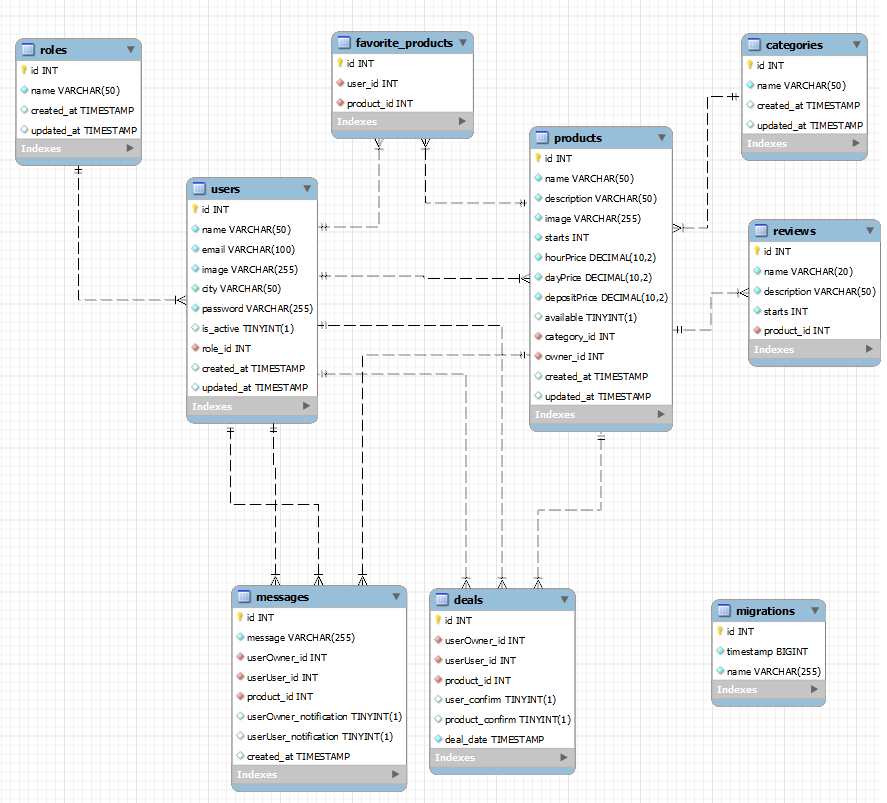 roles
id INT
name VARCHAR(50)
created_at TIMESTAMP
updated_at TIMESTAMP
Indexes
favorite_products
id INT
user_id INT
product_id INT
Indexes
categories
id INT
name VARCHAR(50)
created_at TIMESTAMP
updated_at TIMESTAMP
Indexes
products
id INT
name VARCHAR(50)
description VARCHAR(50)
image VARCHAR(255)
starts INT
hourPrice DECIMAL(10,2)
dayPrice DECIMAL(10,2)
depositPrice DECIMAL(10,2)
available TINYINT(1)
category_id INT
owner_id INT
created_at TIMESTAMP
updated_at TIMESTAMP
Indexes
users
id INT
name VARCHAR(50)
email VARCHAR(100)
image VARCHAR(255)
city VARCHAR(50)
password VARCHAR(255)
is_active TINYINT(1)
role_id INT
created_at TIMESTAMP
updated_at TIMESTAMP
Indexes
reviews
id INT
name VARCHAR(20)
description VARCHAR(50)
starts INT
product_id INT
Indexes
messages
id INT
message VARCHAR(255)
userOwner_id INT
userUser_id INT
product_id INT
userOwner_notification TINYINT(1)
userUser_notification TINYINT(1)
created_at TIMESTAMP
Indexes
deals
id INT
userOwner_id INT
userUser_id INT
product_id INT
user_confirm TINYINT(1)
product_confirm TINYINT(1)
deal_date TIMESTAMP
Indexes
migrations
id INT
timestamp BIGINT
name VARCHAR(255)
Indexes